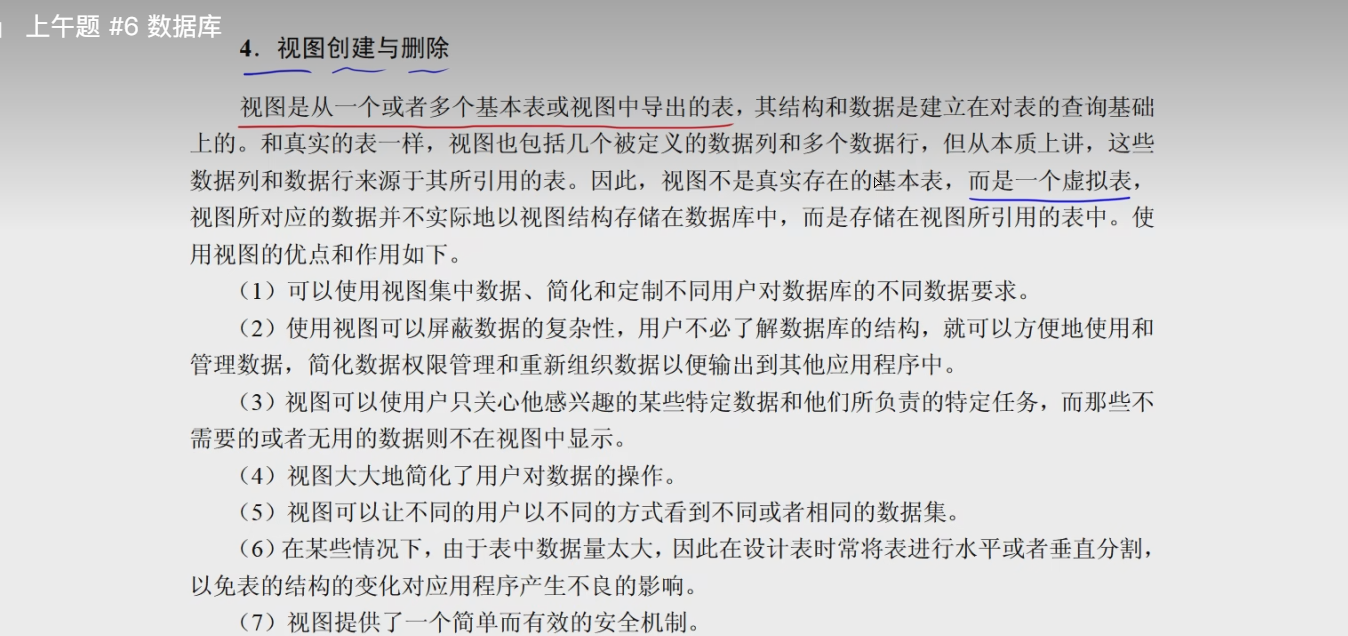 上午题 #6 数据库
4．视图创建与删除
视图是从一个或者多个基本表或视图中导出的表，其结构和数据是建立在对表的查询基础
上的。和真实的表一样，视图也包括几个被定义的数据列和多个数据行，但从本质上讲，这些
数据列和数据行来源于其所引用的表。因此，视图不是真实存在的基本表，而是一个虚拟表，
视图所对应的数据并不实际地以视图结构存储在数据库中，而是存储在视图所引用的表中。使
用视图的优点和作用如下。
（1）可以使用视图集中数据、简化和定制不同用户对数据库的不同数据要求。
（2）使用视图可以屏蔽数据的复杂性，用户不必了解数据库的结构，就可以方便地使用和
管理数据，简化数据权限管理和重新组织数据以便输出到其他应用程序中。
（3）视图可以使用户只关心他感兴趣的某些特定数据和他们所负责的特定任务，而那些不
需要的或者无用的数据则不在视图中显示。
（4）视图大大地简化了用户对数据的操作。
（5）视图可以让不同的用户以不同的方式看到不同或者相同的数据集。
（6）在某些情况下，由于表中数据量太大，因此在设计表时常将表进行水平或者垂直分割，
以免表的结构的变化对应用程序产生不良的影响。
（7）视图提供了一个简单而有效的安全机制。